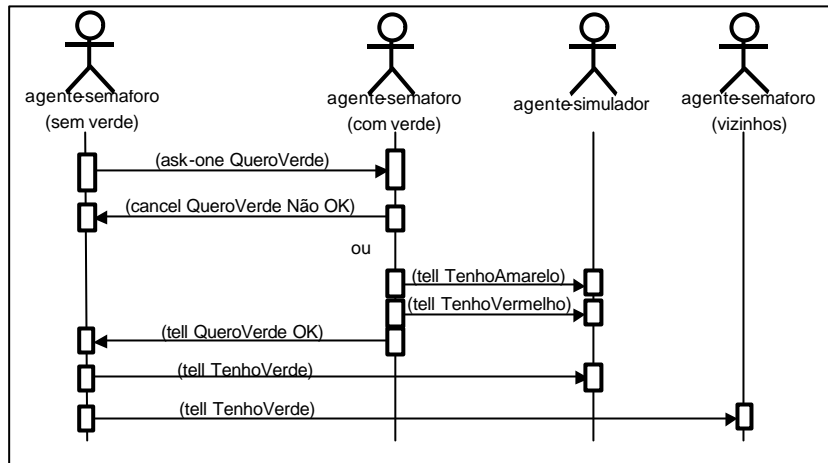 agente-semaforo
(sem verde)
agente-semaforo
(com verde)
agente-simulador
agente-semaforo
(vizinhos)
(ask-one QueroVerde)
(cancel QueroVerde Não OK)
ou
(tell TenhoAmarelo)
(tell TenhoVermelho)
(tell QueroVerde OK)
(tell TenhoVerde)
(tell TenhoVerde)